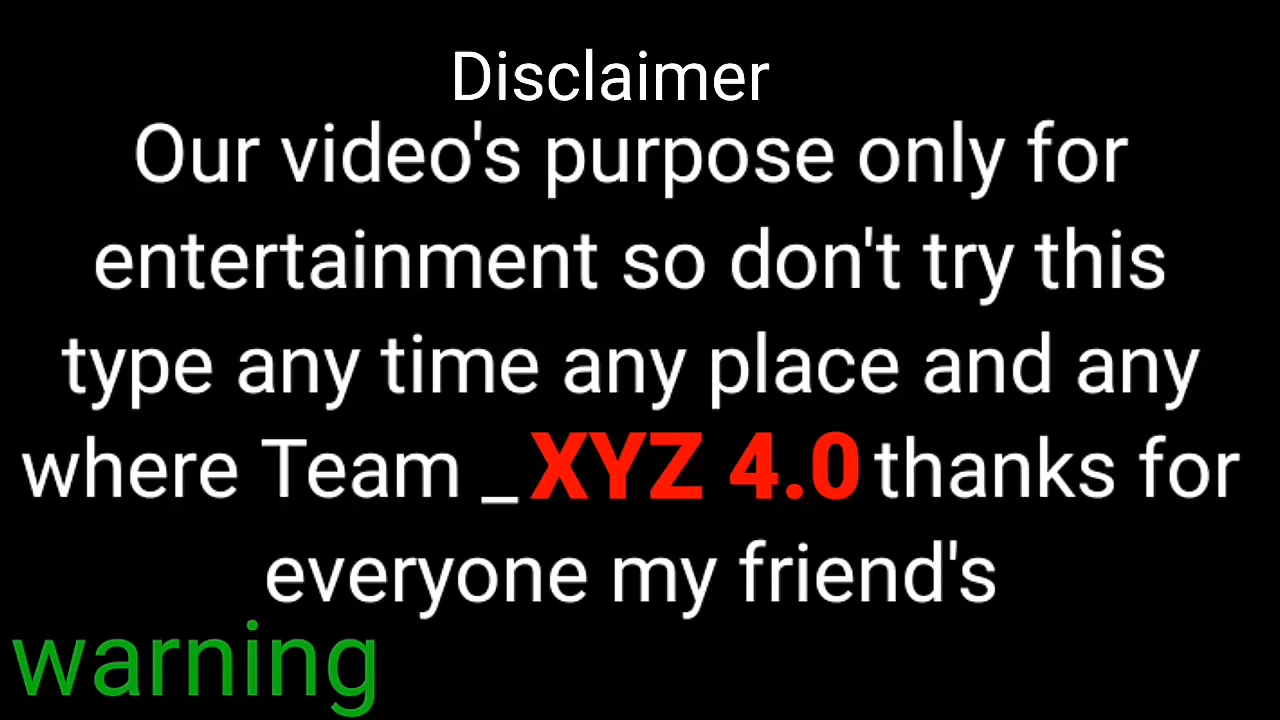 Disclaimer
Our video's purpose only for
entertainment so don't try this
type any time any place and any
where Team _XYZ 4.0 thanks for
everyone my friend's
warning